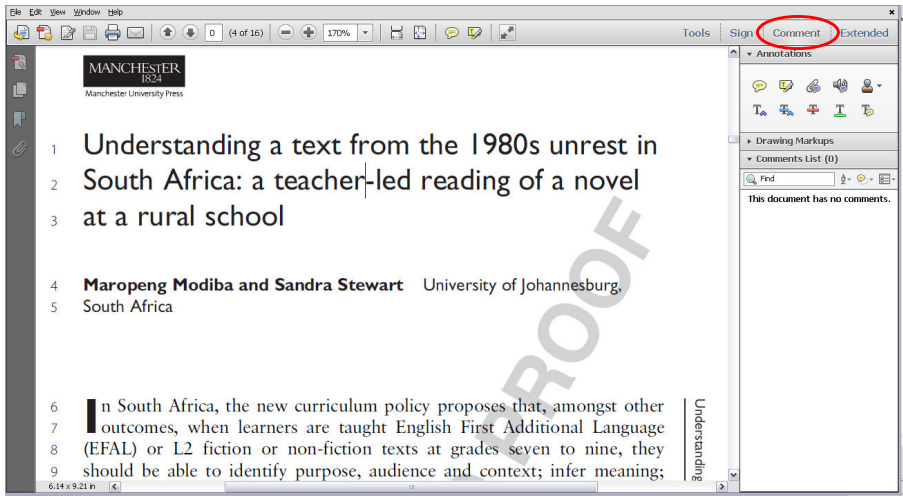 File Edit View Window Help
0 (4 of 16) 170% Tools Sign Comment Extended
MANCHESTER
1824
Manchester University Press
1 Understanding a text from the 1980s unrest in
2 South Africa: a teacher-led reading of a novel
3 at a rural school
4 Maropeng Modiba and Sandra Stewart University of Johannesburg,
5 South Africa
6 In South Africa, the new curriculum policy proposes that, amongst other
7 outcomes, when learners are taught English First Additional Language
8 (EFAL) or L2 fiction or non-fiction texts at grades seven to nine, they
9 should be able to identify purpose, audience and context; infer meaning;
Understanding
PROOF
6.14 x 9.21 in
Annotations
Drawing Markups
Comments List (0)
Find
This document has no comments.